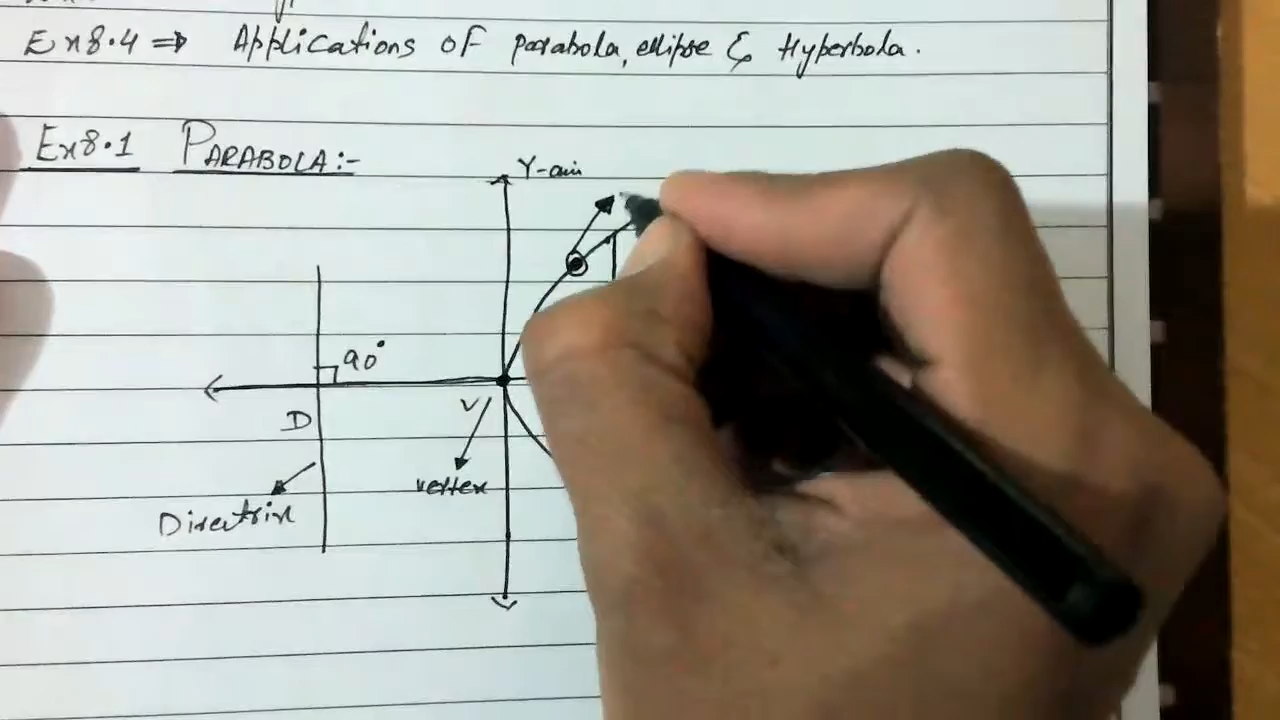 Ex8.4 ⇒ Applications of parabola, ellipse & Hyperbola.
Ex8.1 PARABOLA:-
Y-axis
90°
D
V
vertex
Directrix